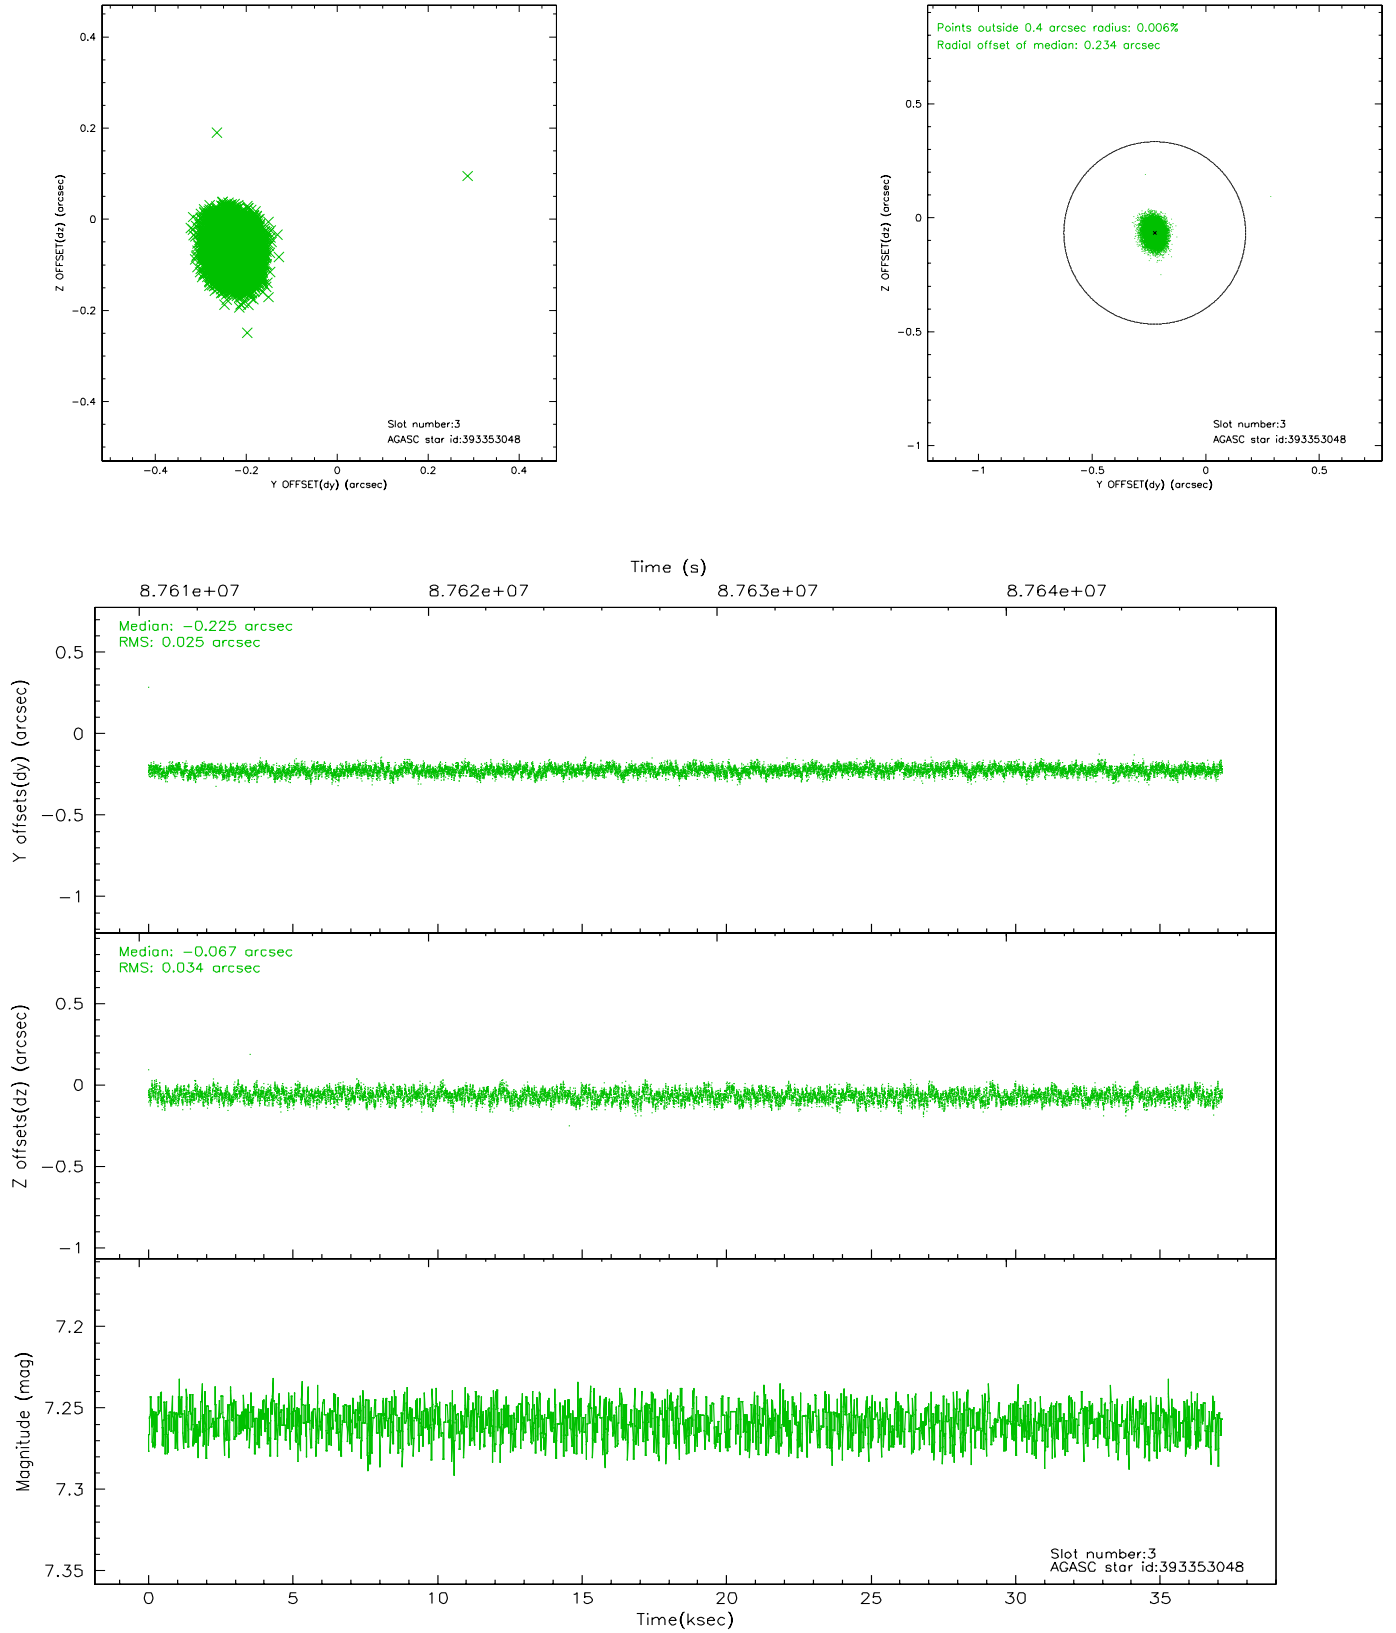 0.4
0.2
0
−0.2
−0.4
Z OFFSET(dz) (arcsec)
Slot number:3
AGASC star id:393353048
−0.4 −0.2 0 0.2 0.4
Y OFFSET(dy) (arcsec)
Points outside 0.4 arcsec radius: 0.006%
Radial offset of median: 0.234 arcsec
0.5
0
−0.5
−1
Z OFFSET(dz) (arcsec)
Slot number:3
AGASC star id:393353048
−1 −0.5 0 0.5
Y OFFSET(dy) (arcsec)
Time (s)
8.761e+07 8.762e+07 8.763e+07 8.764e+07
Median: −0.225 arcsec
RMS: 0.025 arcsec
0.5
0
−0.5
−1
Y offsets(dy) (arcsec)
Median: −0.067 arcsec
RMS: 0.034 arcsec
0.5
0
−0.5
−1
Z offsets(dz) (arcsec)
7.2
7.25
7.3
7.35
Magnitude (mag)
Slot number:3
AGASC star id:393353048
0 5 10 15 20 25 30 35
Time(ksec)